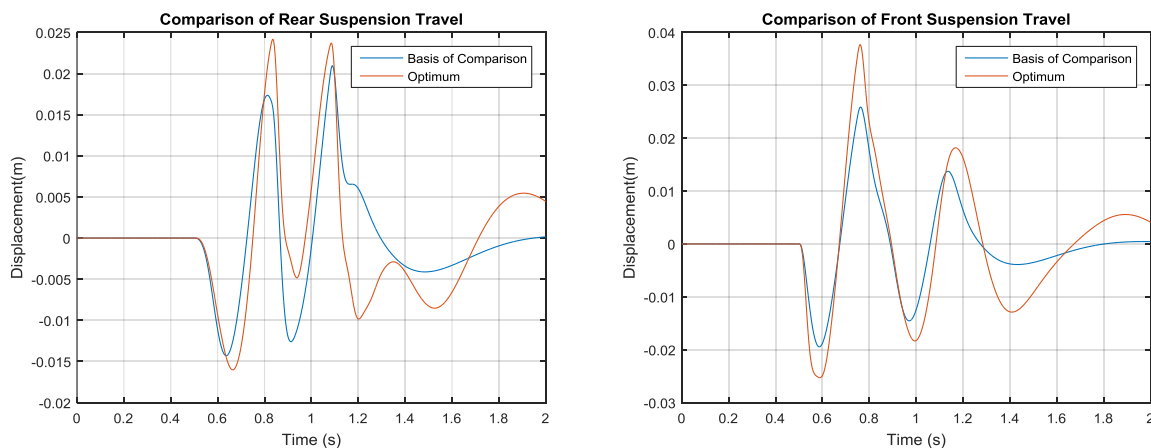 Comparison of Rear Suspension Travel
0.025
0.02
0.015
0.01
0.005
0
-0.005
-0.01
-0.015
-0.02
Displacement(m)
Basis of Comparison
Optimum
0 0.2 0.4 0.6 0.8 1 1.2 1.4 1.6 1.8 2
Time (s)
Comparison of Front Suspension Travel
0.04
0.03
0.02
0.01
0
-0.01
-0.02
-0.03
Displacement(m)
Basis of Comparison
Optimum
0 0.2 0.4 0.6 0.8 1 1.2 1.4 1.6 1.8 2
Time (s)